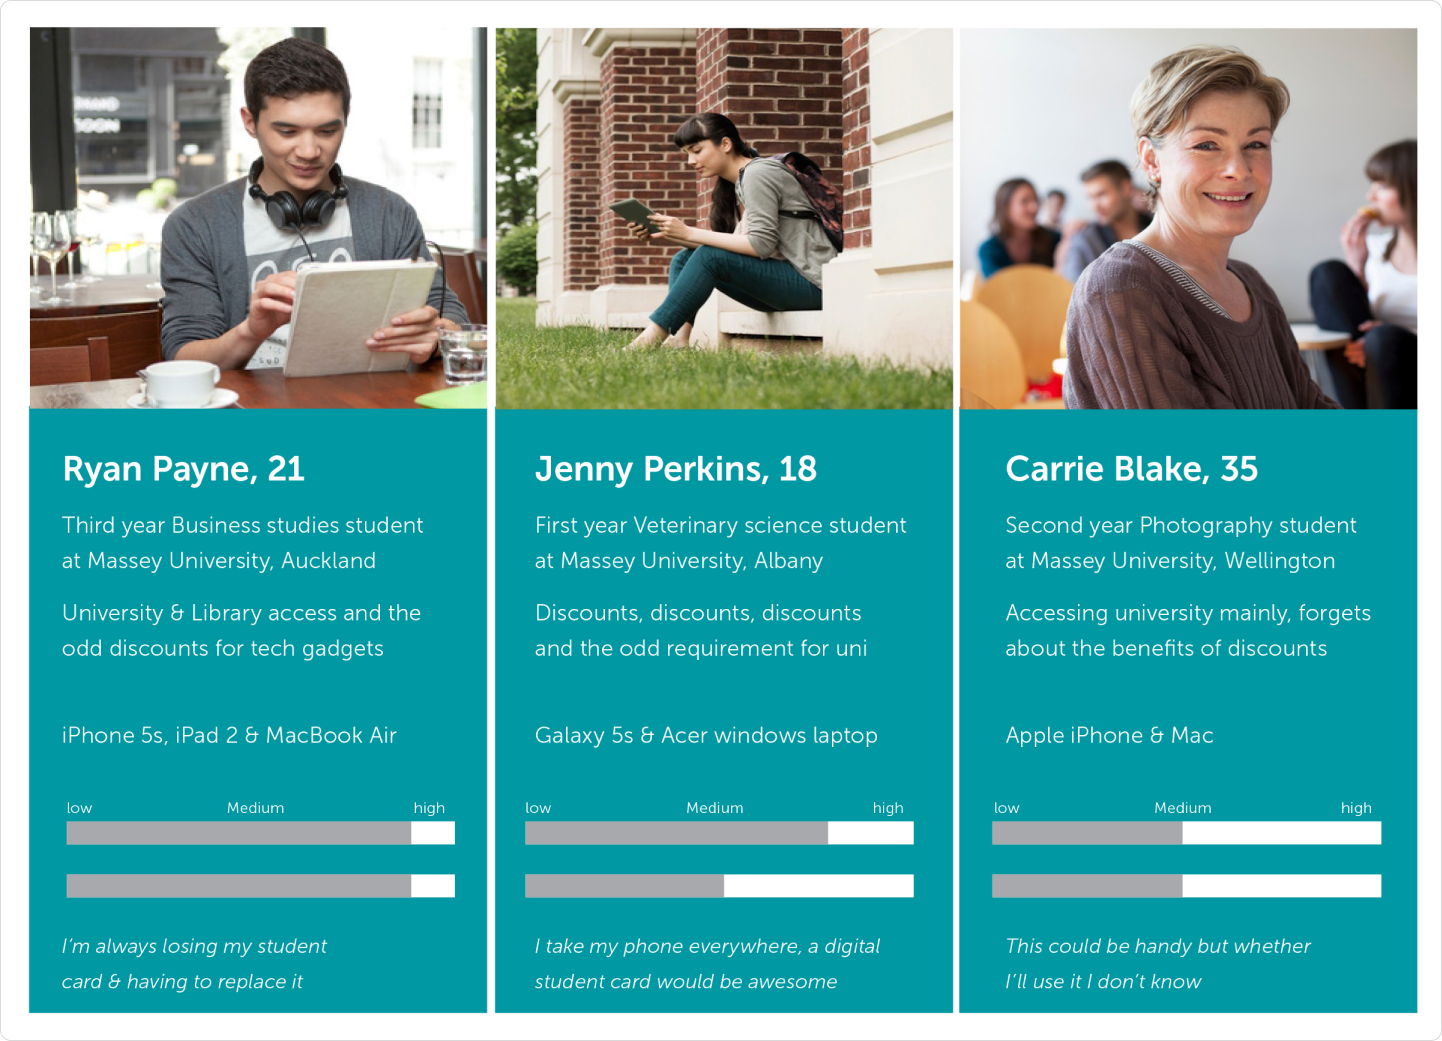 Ryan Payne, 21
Third year Business studies student
at Massey University, Auckland
University & Library access and the
odd discounts for tech gadgets
iPhone 5s, iPad 2 & MacBook Air
low Medium high
I'm always losing my student
card & having to replace it
Jenny Perkins, 18
First year Veterinary science student
at Massey University, Albany
Discounts, discounts, discounts
and the odd requirement for uni
Galaxy 5s & Acer windows laptop
low Medium high
I take my phone everywhere, a digital
student card would be awesome
Carrie Blake, 35
Second year Photography student
at Massey University, Wellington
Accessing university mainly, forgets
about the benefits of discounts
Apple iPhone & Mac
low Medium high
This could be handy but whether
I'll use it I don't know